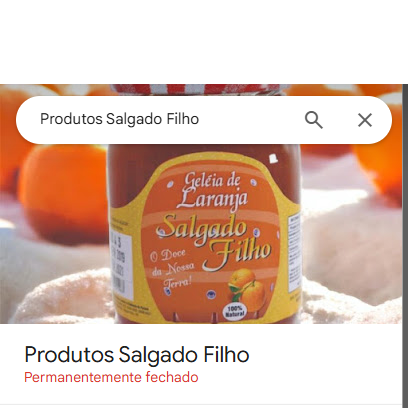 Produtos Salgado Filho
Geléia de
Laranja
Salgado
Filho
O Doce
da Nossa
Terra!
100%
Natural
Produtos Salgado Filho
Permanentemente fechado